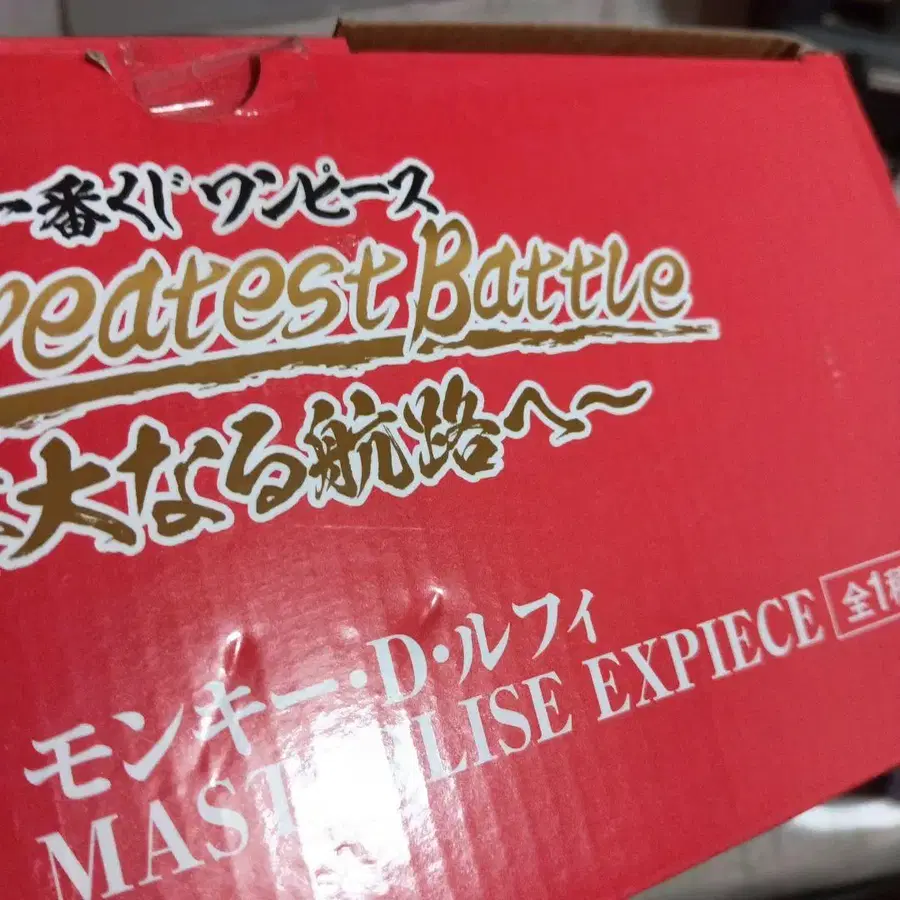 一番くじ ワンピース
reatest Battle
大なる航路へ～
モンキー・D・ルフィ
MAST LISE EXPIECE 全1種